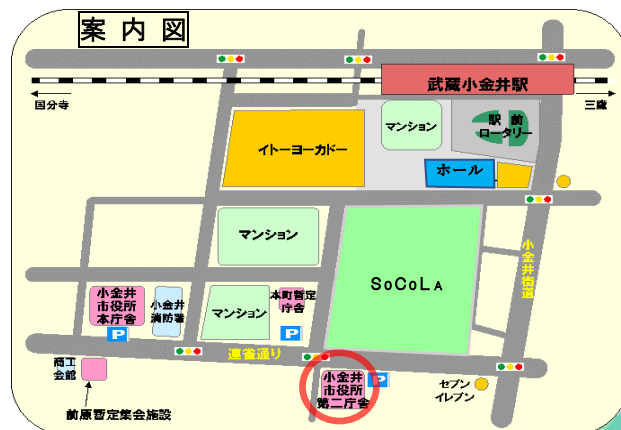 案内図
武蔵小金井駅
国分寺
三鷹
マンション
駅前
ロータリー
イトーヨーカドー
ホール
マンション
SoCoLA
小金井街道
小金井
市役所
本庁舎
小金井
消防署
マンション
本町暫定
庁舎
P
P
連雀通り
商工
会館
小金井
市役所
第二庁舎
P
セブン
イレブン
前原暫定集会施設